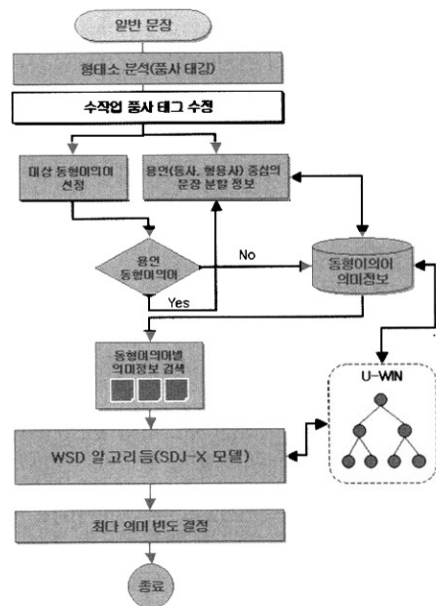 일반 문장
형태소 분석(품사 태깅)
수작업 품사 태그 수정
대상 동형이의어
선정
용언(동사, 형용사) 중심의
문장 분할 정보
용언
동형이의어
No
Yes
동형이의어
의미정보
동형이의어별
의미정보 검색
U-WIN
WSD 알고리듬(SDJ-X 모델)
최다 의미 빈도 결정
종료